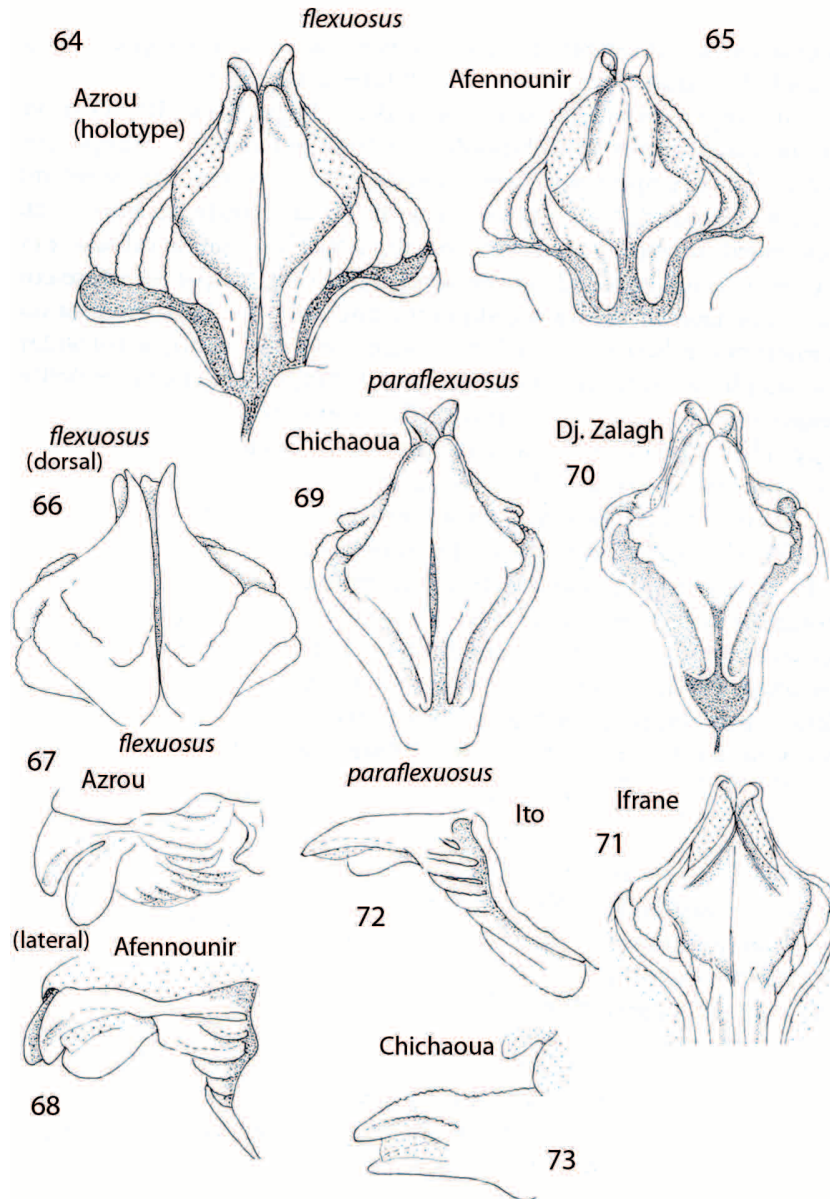 flexuosus
64
65
Azrou
(holotype)
Afennounir
paraflexuosus
flexuosus
(dorsal)
66
Chichaoua
69
Dj. Zalagh
70
flexuosus
67
Azrou
paraflexuosus
Ito
Ifrane
71
72
(lateral)
Afennounir
68
Chichaoua
73